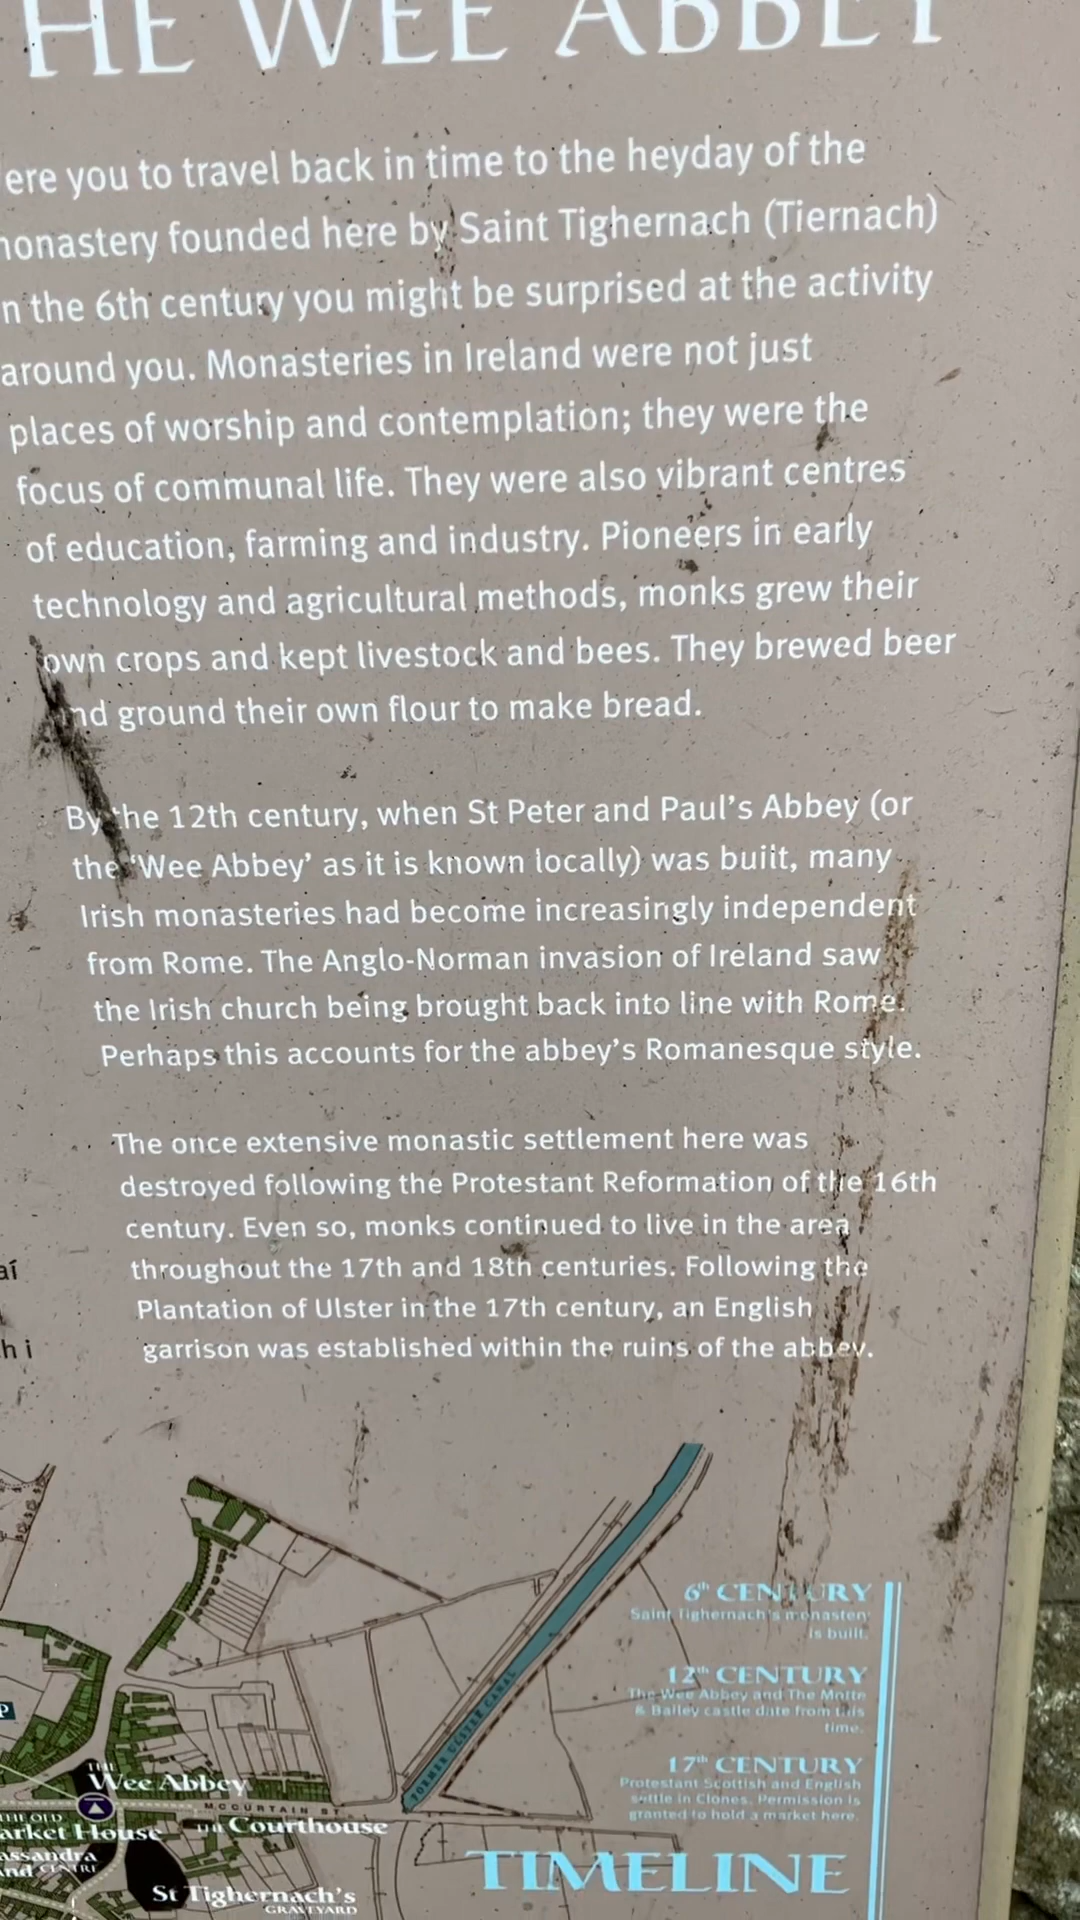 HE WEE ABBEY
ere you to travel back in time to the heyday of the
onastery founded here by Saint Tighernach (Tiernach)
n the 6th century you might be surprised at the activity
around you. Monasteries in Ireland were not just
places of worship and contemplation; they were the
focus of communal life. They were also vibrant centres
of education, farming and industry. Pioneers in early
technology and agricultural methods, monks grew their
own crops and kept livestock and bees. They brewed beer
nd ground their own flour to make bread.
By the 12th century, when St Peter and Paul's Abbey (or
the 'Wee Abbey' as it is known locally) was built, many
Irish monasteries had become increasingly independent
from Rome. The Anglo-Norman invasion of Ireland saw
the Irish church being brought back into line with Rome.
Perhaps this accounts for the abbey's Romanesque style.
The once extensive monastic settlement here was
destroyed following the Protestant Reformation of the 16th
century. Even so, monks continued to live in the area
throughout the 17th and 18th centuries. Following the
Plantation of Ulster in the 17th century, an English
garrison was established within the ruins of the abbey.
aí
h i
6th CENTURY
Saint Tighernach's monastery
is built.
12th CENTURY
The Wee Abbey and The Motte
& Bailey castle date from this
time.
17th CENTURY
Protestant Scottish and English
settle in Clones. Permission is
granted to hold a market here.
TIMELINE
FORMER ULSTER CANAL
P
THE
WEE ABBEY
MCCURTAIN ST
THE OLD
arket House
THE Courthouse
assandra
and CENTRE
St Tighernach's
GRAVEYARD